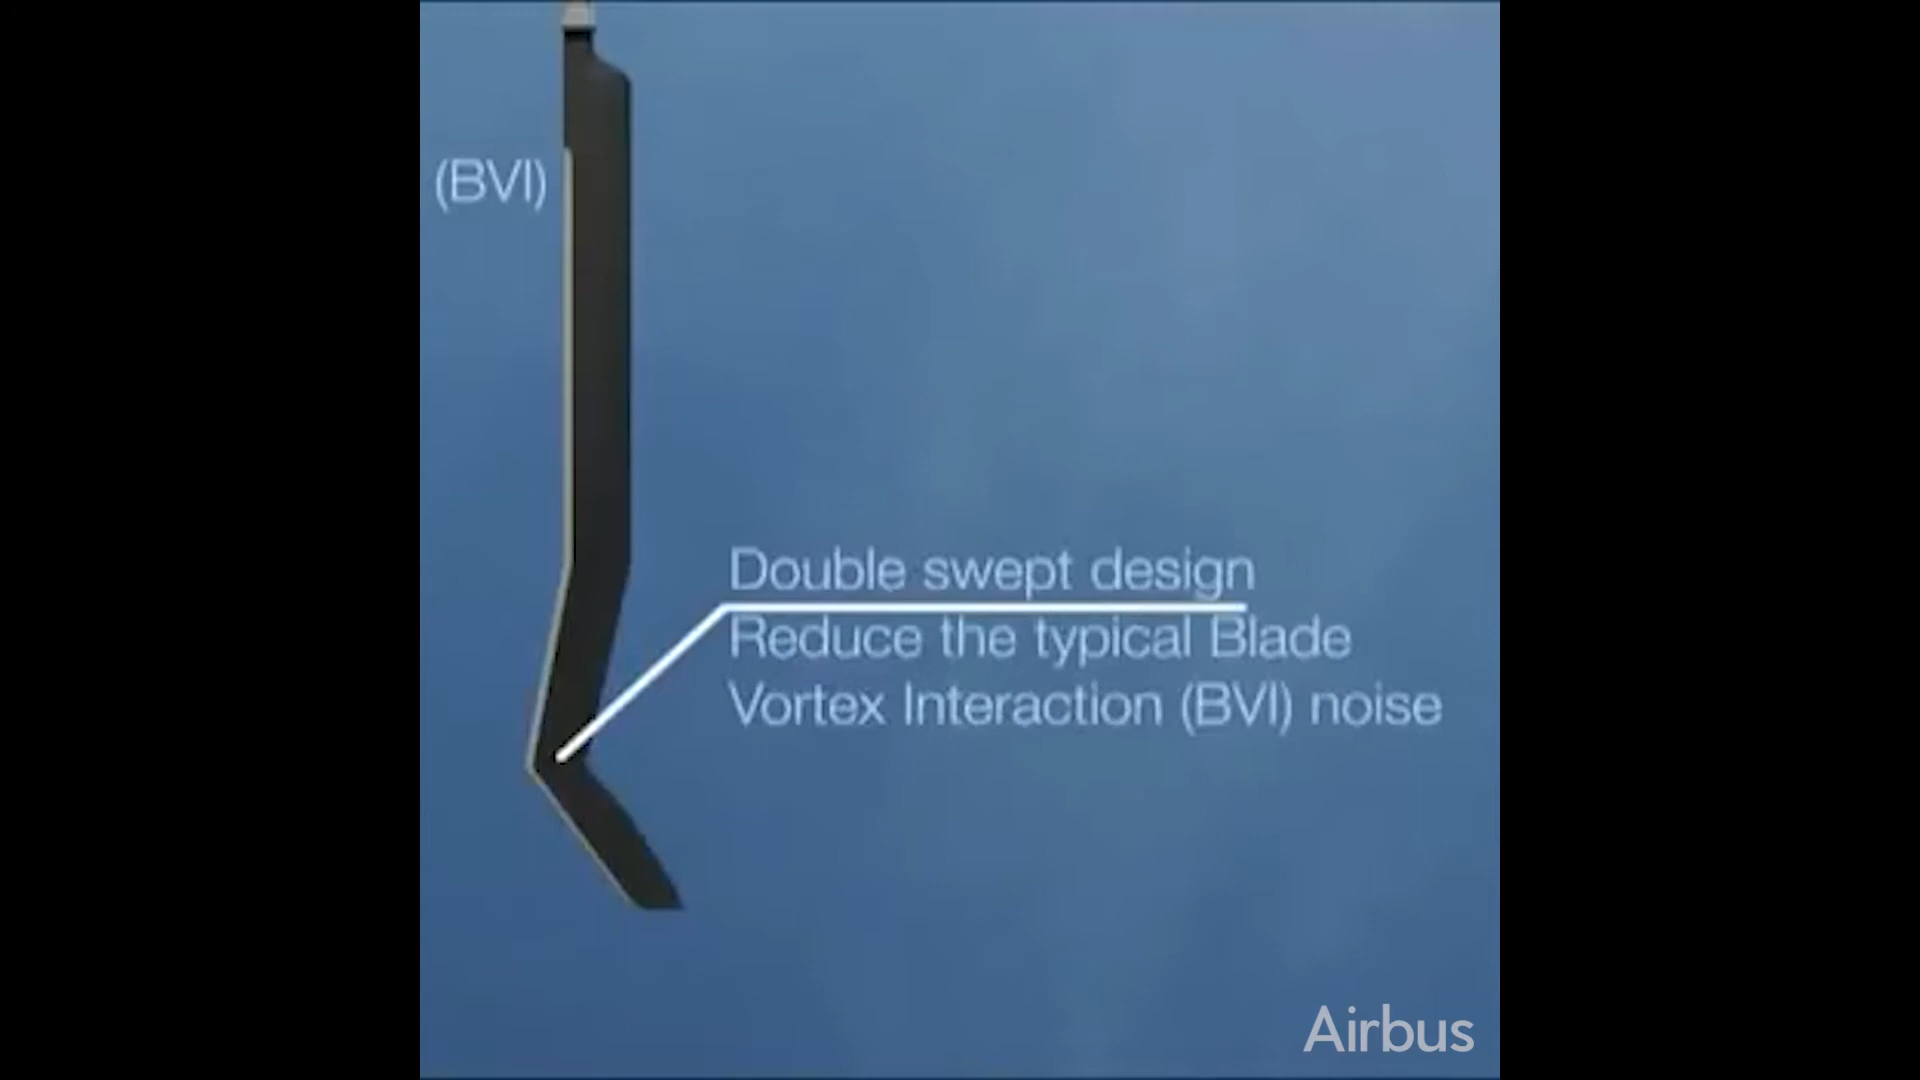 (BVI)
Double swept design
Reduce the typical Blade
Vortex Interaction (BVI) noise
Airbus